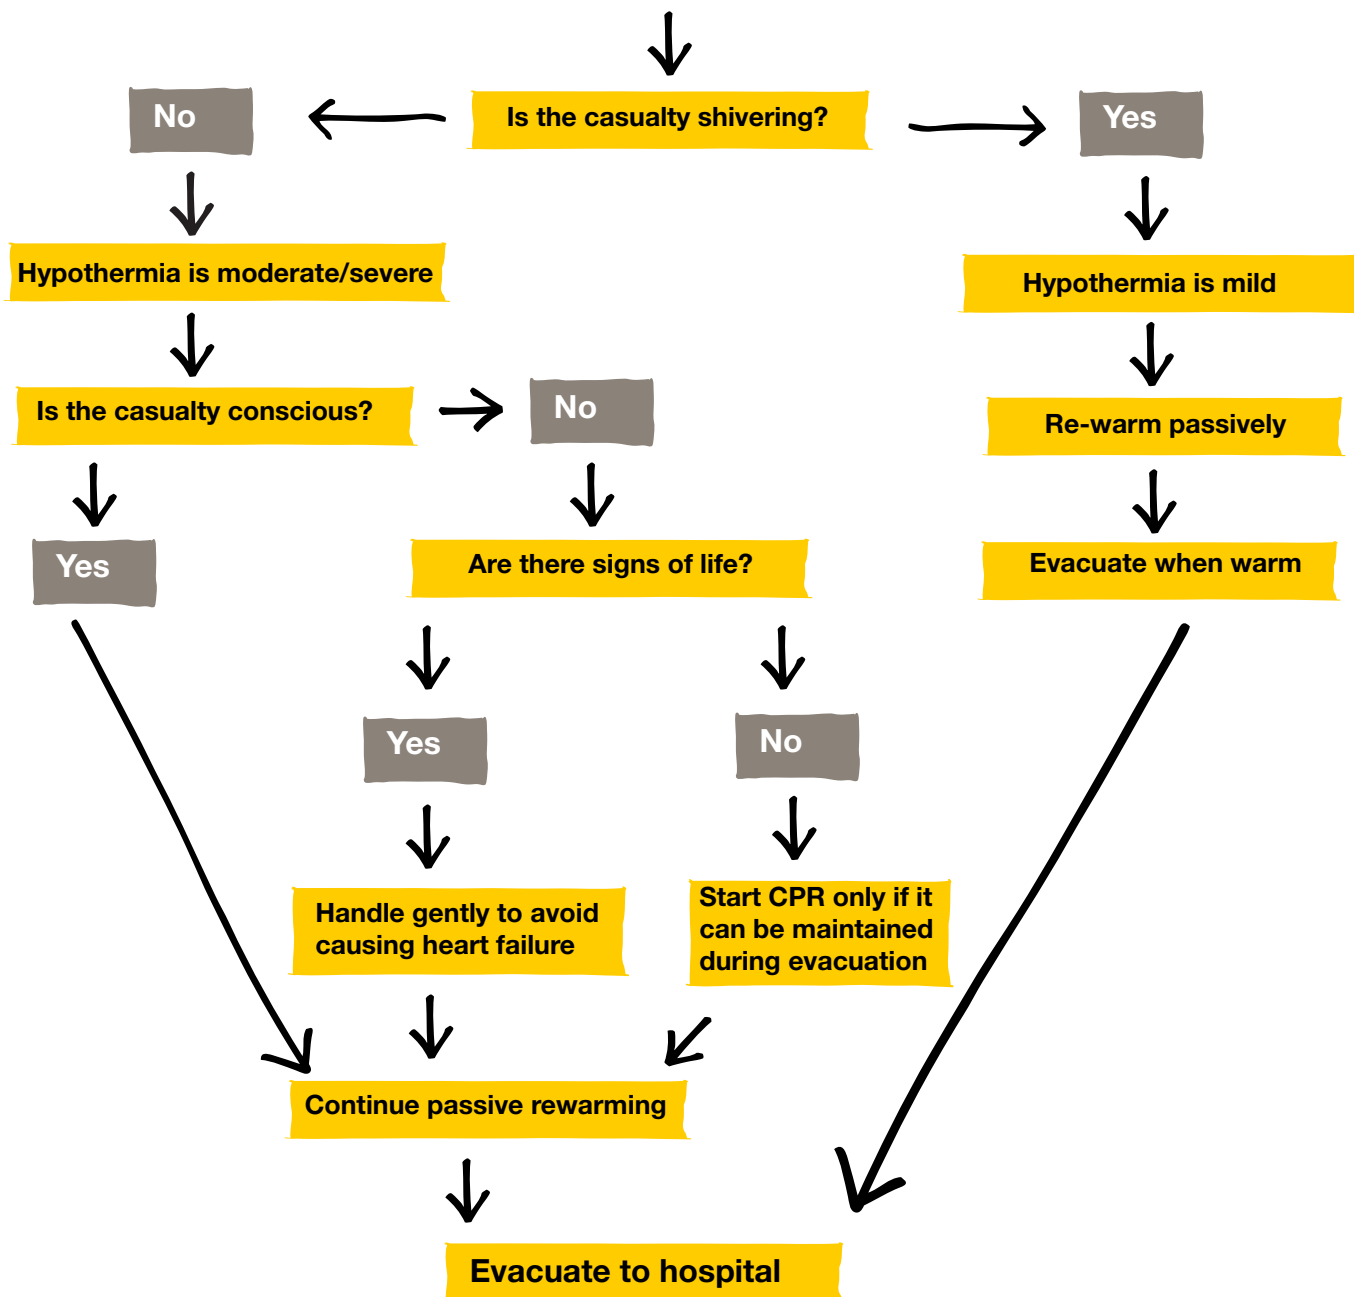 Is the casualty shivering?
No
Yes
Hypothermia is moderate/severe
Hypothermia is mild
Is the casualty conscious?
No
Re-warm passively
Yes
Are there signs of life?
Evacuate when warm
Yes
No
Handle gently to avoid
causing heart failure
Start CPR only if it
can be maintained
during evacuation
Continue passive rewarming
Evacuate to hospital